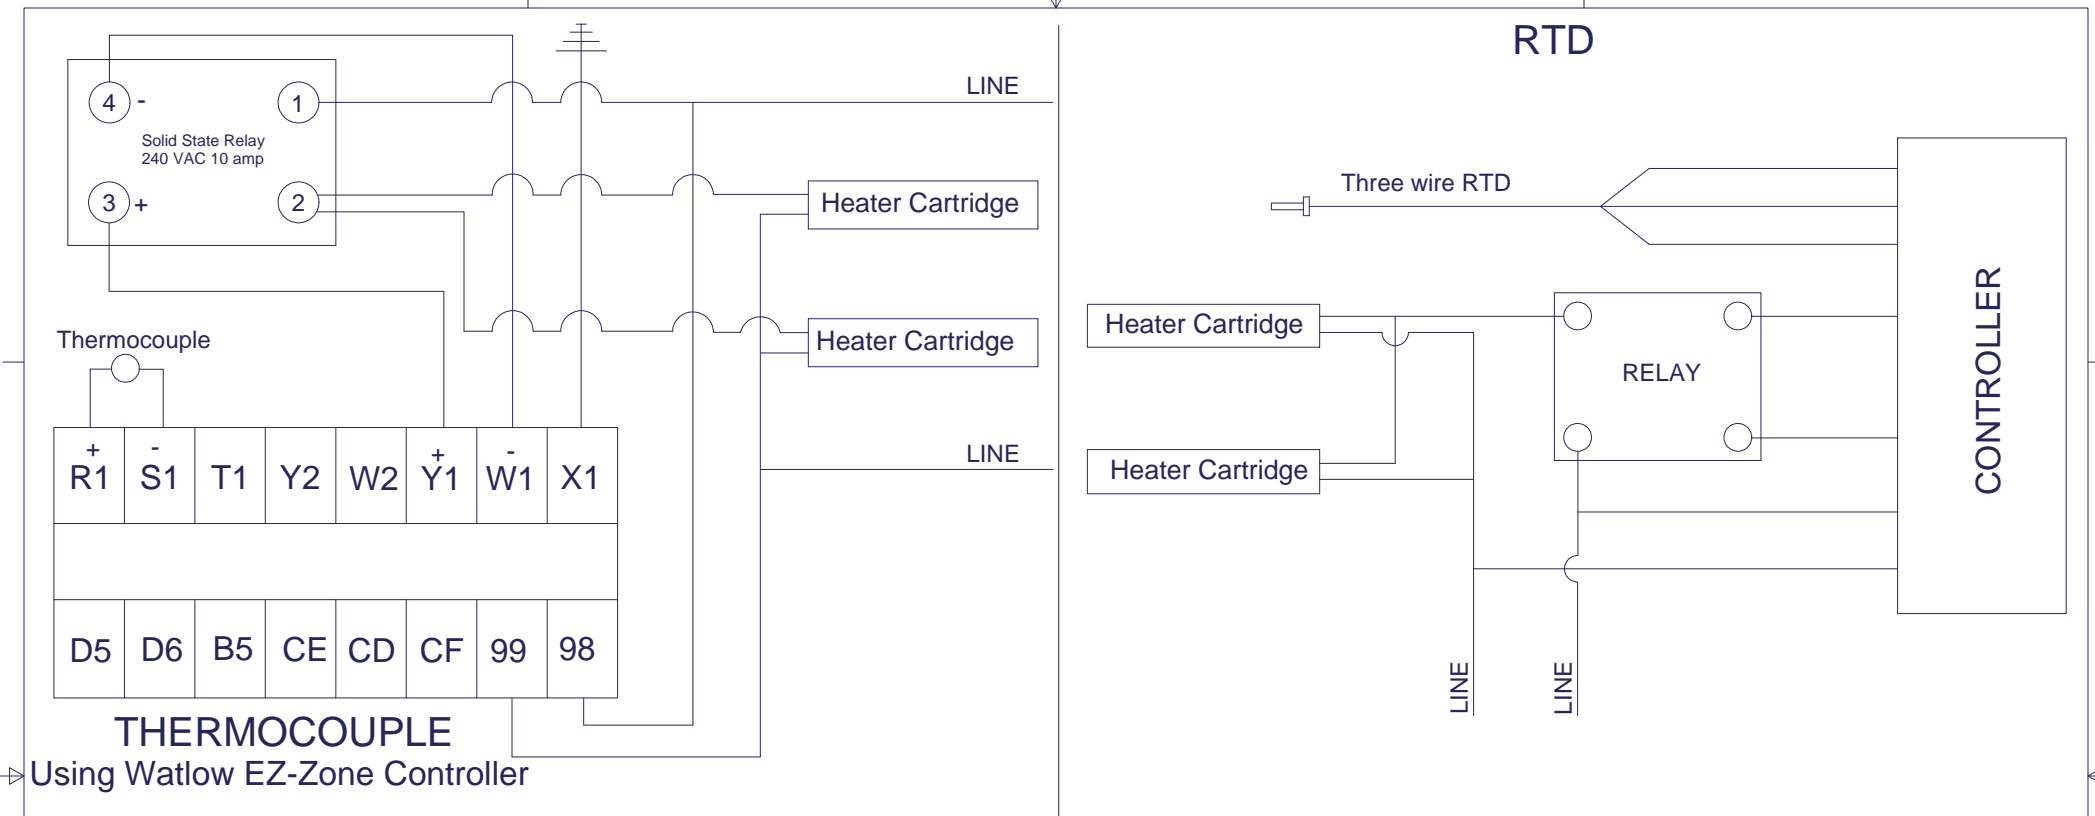 RTD
LINE
4 -
1
Solid State Relay
240 VAC 10 amp
3 +
2
Heater Cartridge
Thermocouple
Heater Cartridge
LINE
+ - + -
R1 S1 T1 Y2 W2 Y1 W1 X1
D5 D6 B5 CE CD CF 99 98
THERMOCOUPLE
Using Watlow EZ-Zone Controller
Three wire RTD
Heater Cartridge
RELAY
CONTROLLER
Heater Cartridge
LINE
LINE